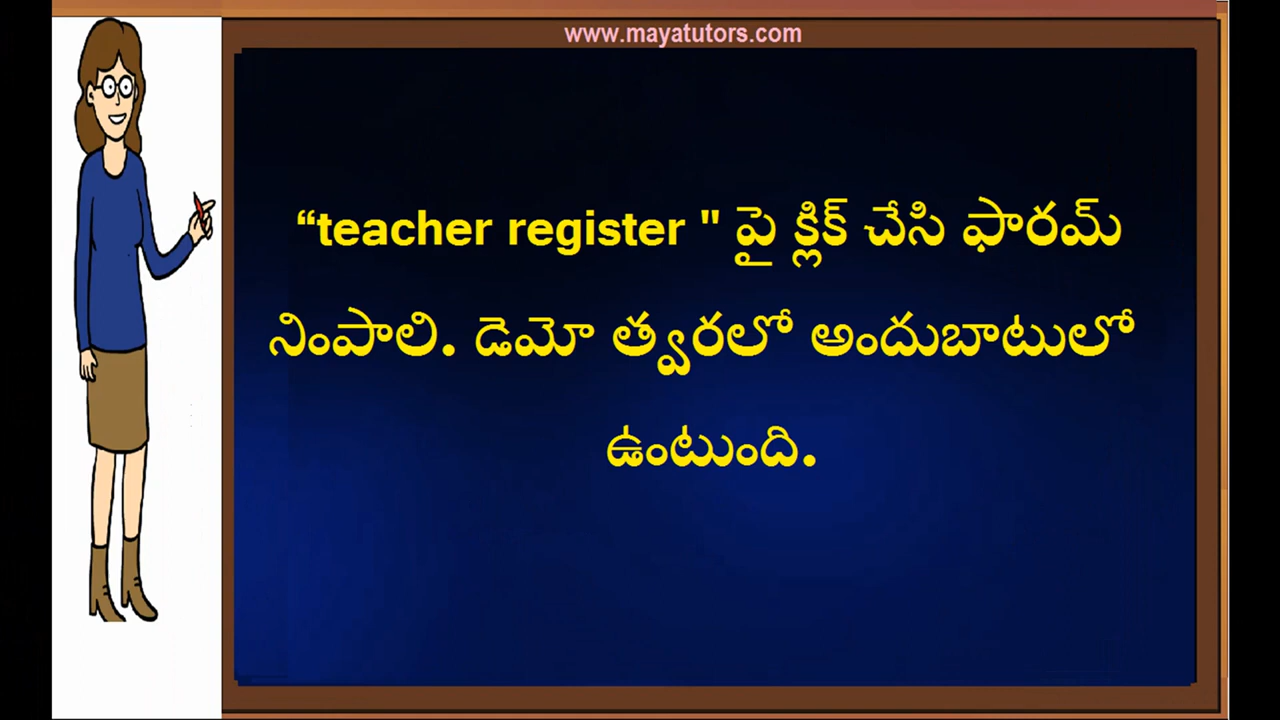 www.mayatutors.com
“teacher register " పై క్లిక్ చేసి ఫారమ్
నింపాలి. డెమో త్వరలో అందుబాటులో
ఉంటుంది.